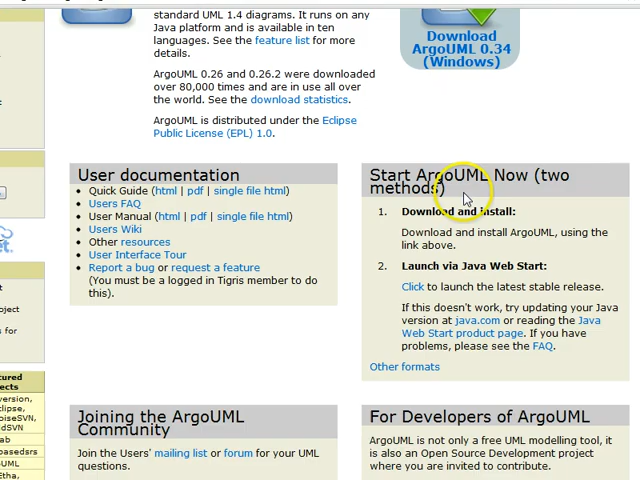 standard UML 1.4 diagrams. It runs on any
Java platform and is available in ten
languages. See the feature list for more
details.
ArgoUML 0.26 and 0.26.2 were downloaded
over 80,000 times and are in use all over
the world. See the download statistics.
ArgoUML is distributed under the Eclipse
Public License (EPL) 1.0.
Download
ArgoUML 0.34
(Windows)
User documentation
• Quick Guide (html | pdf | single file html)
• Users FAQ
• User Manual (html | pdf | single file html)
• Users Wiki
• Other resources
• User Interface Tour
• Report a bug or request a feature
(You must be a logged in Tigris member to do
this).
Start ArgoUML Now (two
methods)
1. Download and install:
Download and install ArgoUML, using the
link above.
2. Launch via Java Web Start:
Click to launch the latest stable release.
If this doesn't work, try updating your Java
version at java.com or reading the Java
Web Start product page. If you have
problems, please see the FAQ.
Other formats
Joining the ArgoUML
Community
Join the Users' mailing list or forum for your UML
questions.
For Developers of ArgoUML
ArgoUML is not only a free UML modelling tool, it
is also an Open Source Development project
where you are invited to contribute.